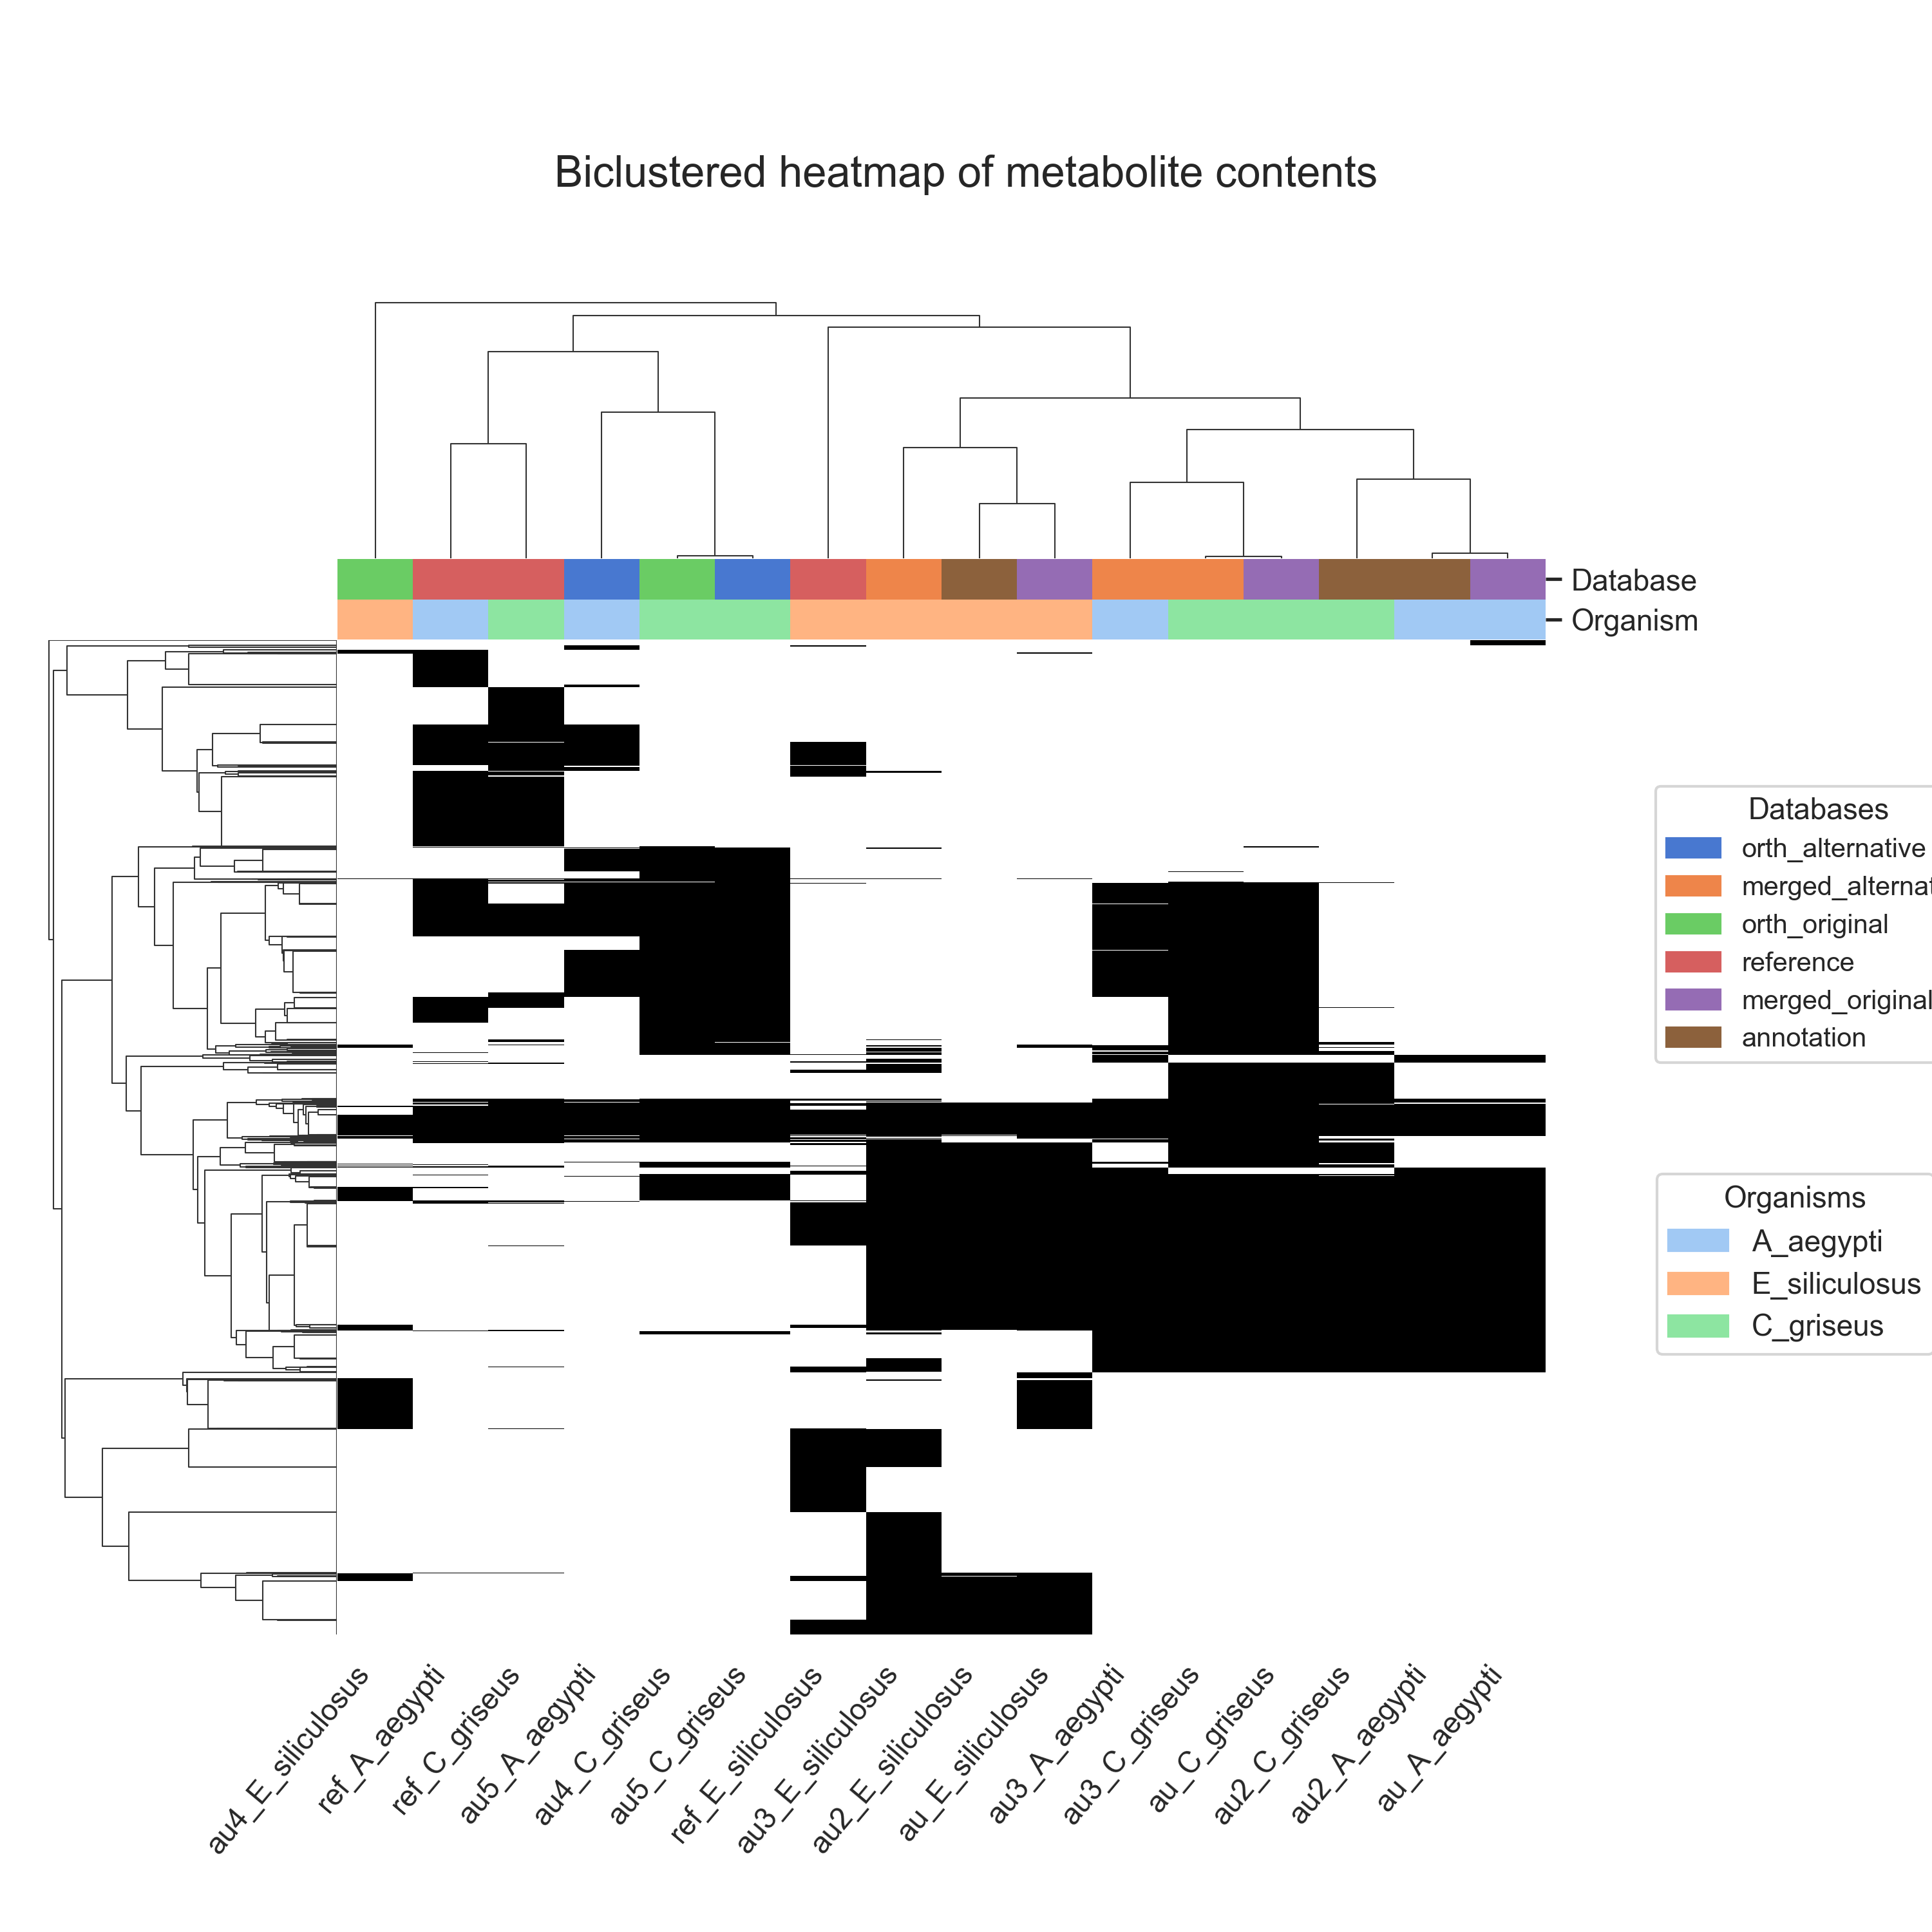 Biclustered heatmap of metabolite contents
Database
Organism
Databases
orth_alternative
merged_alternat
orth_original
reference
merged_original
annotation
Organisms
A_aegypti
E_siliculosus
C_griseus
au4_E_siliculosus
ref_A_aegypti
ref_C_griseus
au5_A_aegypti
au4_C_griseus
au5_C_griseus
ref_E_siliculosus
au3_E_siliculosus
au2_E_siliculosus
au_E_siliculosus
au3_A_aegypti
au3_C_griseus
au_C_griseus
au2_C_griseus
au2_A_aegypti
au_A_aegypti